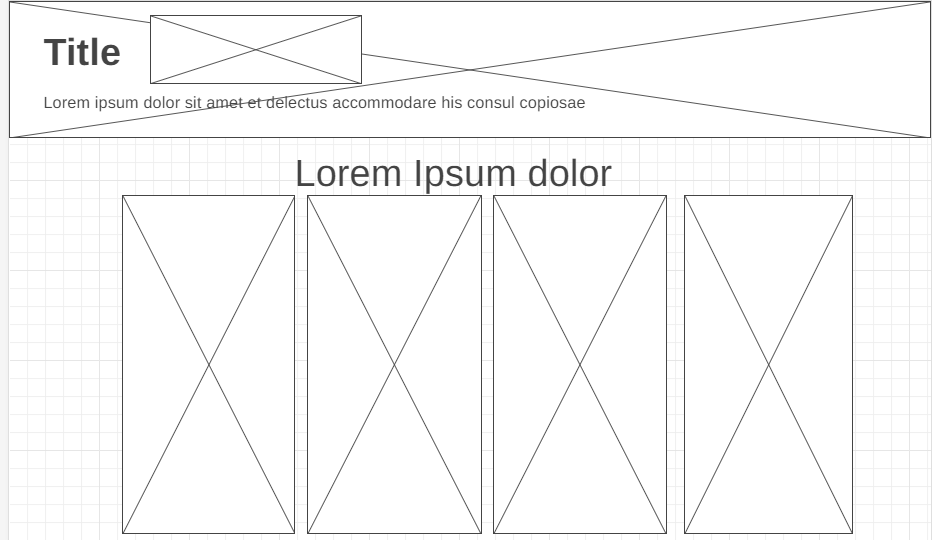 Title
Lorem ipsum dolor sit amet et delectus accommodare his consul copiosae
Lorem Ipsum dolor